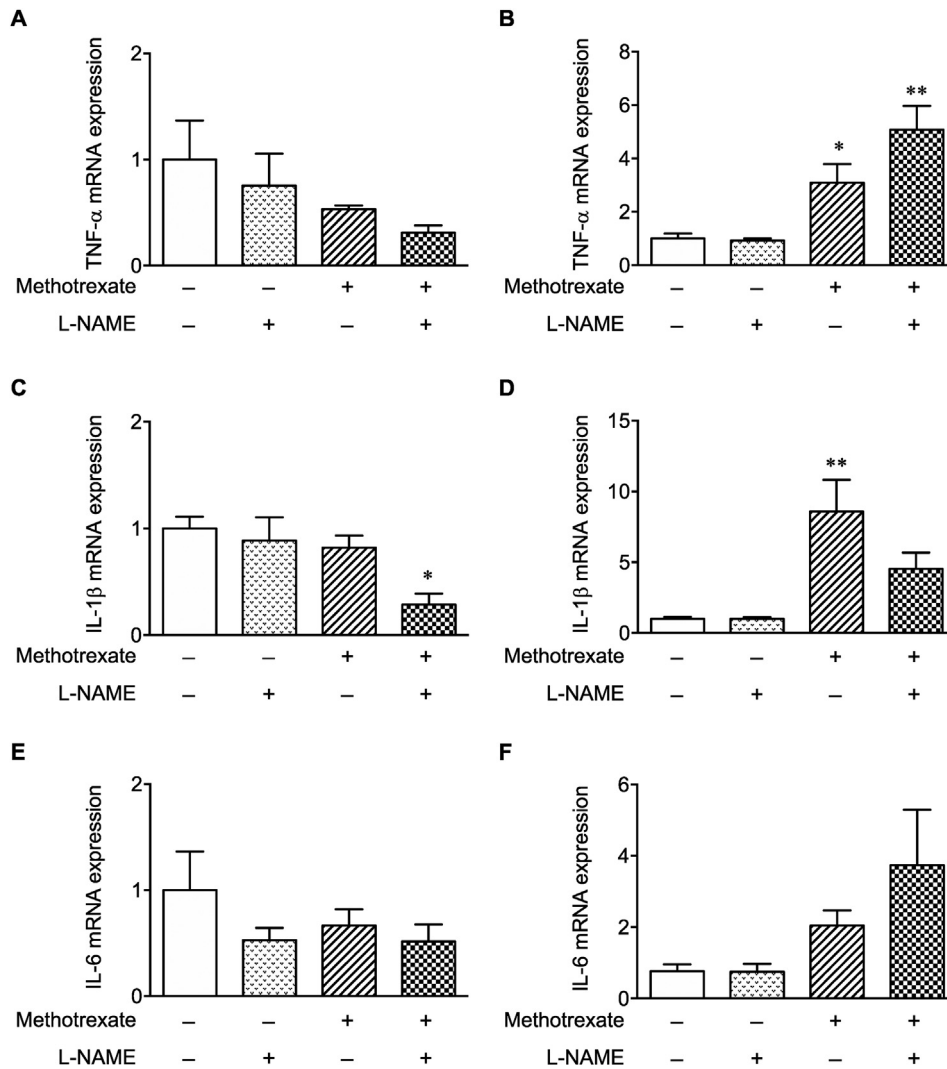 A
TNF-α mRNA expression
2
1
0
Methotrexate – – + +
L-NAME – + – +
B
TNF-α mRNA expression
8
6
4
2
0
*
**
Methotrexate – – + +
L-NAME – + – +
C
IL-1β mRNA expression
2
1
0
*
Methotrexate – – + +
L-NAME – + – +
D
IL-1β mRNA expression
15
10
5
0
**
Methotrexate – – + +
L-NAME – + – +
E
IL-6 mRNA expression
2
1
0
Methotrexate – – + +
L-NAME – + – +
F
IL-6 mRNA expression
6
4
2
0
Methotrexate – – + +
L-NAME – + – +